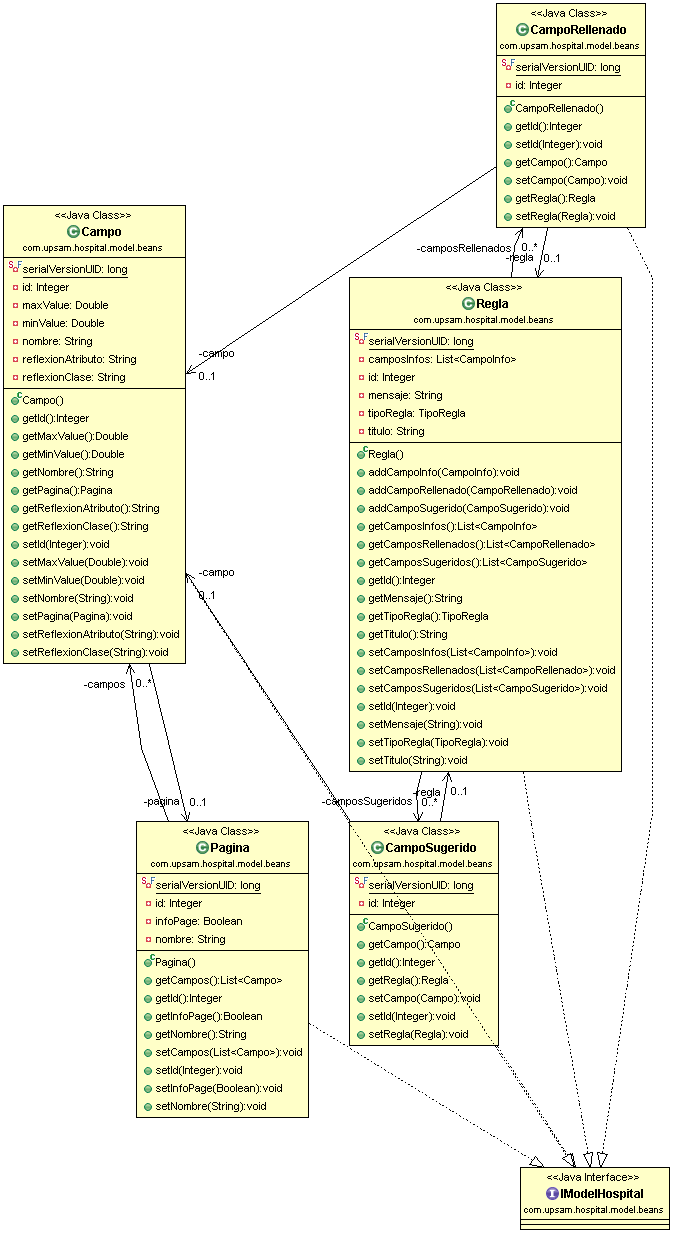 <<Java Class>>
CampoRellenado
com.upsam.hospital.model.beans
serialVersionUID: long
id: Integer
CampoRellenado()
getId():Integer
setId(Integer):void
getCampo():Campo
setCampo(Campo):void
getRegla():Regla
setRegla(Regla):void
<<Java Class>>
Campo
com.upsam.hospital.model.beans
serialVersionUID: long
id: Integer
maxValue: Double
minValue: Double
nombre: String
reflexionAtributo: String
reflexionClase: String
Campo()
getId():Integer
getMaxValue():Double
getMinValue():Double
getNombre():String
getPagina():Pagina
getReflexionAtributo():String
getReflexionClase():String
setId(Integer):void
setMaxValue(Double):void
setMinValue(Double):void
setNombre(String):void
setPagina(Pagina):void
setReflexionAtributo(String):void
setReflexionClase(String):void
-camposRellenados 0..*
-regla 0..1
-campo
0..1
<<Java Class>>
Regla
com.upsam.hospital.model.beans
serialVersionUID: long
camposInfos: List<CampoInfo>
id: Integer
mensaje: String
tipoRegla: TipoRegla
titulo: String
Regla()
addCampoInfo(CampoInfo):void
addCampoRellenado(CampoRellenado):void
addCampoSugerido(CampoSugerido):void
getCamposInfos():List<CampoInfo>
getCamposRellenados():List<CampoRellenado>
getCamposSugeridos():List<CampoSugerido>
getId():Integer
getMensaje():String
getTipoRegla():TipoRegla
getTitulo():String
setCamposInfos(List<CampoInfo>):void
setCamposRellenados(List<CampoRellenado>):void
setCamposSugeridos(List<CampoSugerido>):void
setId(Integer):void
setMensaje(String):void
setTipoRegla(TipoRegla):void
setTitulo(String):void
-campo
0..1
-campos 0..*
-pagina 0..1
-regla 0..1
-camposSugeridos 0..*
<<Java Class>>
Pagina
com.upsam.hospital.model.beans
serialVersionUID: long
id: Integer
infoPage: Boolean
nombre: String
Pagina()
getCampos():List<Campo>
getId():Integer
getInfoPage():Boolean
getNombre():String
setCampos(List<Campo>):void
setId(Integer):void
setInfoPage(Boolean):void
setNombre(String):void
<<Java Class>>
CampoSugerido
com.upsam.hospital.model.beans
serialVersionUID: long
id: Integer
CampoSugerido()
getCampo():Campo
getId():Integer
getRegla():Regla
setCampo(Campo):void
setId(Integer):void
setRegla(Regla):void
<<Java Interface>>
IModelHospital
com.upsam.hospital.model.beans